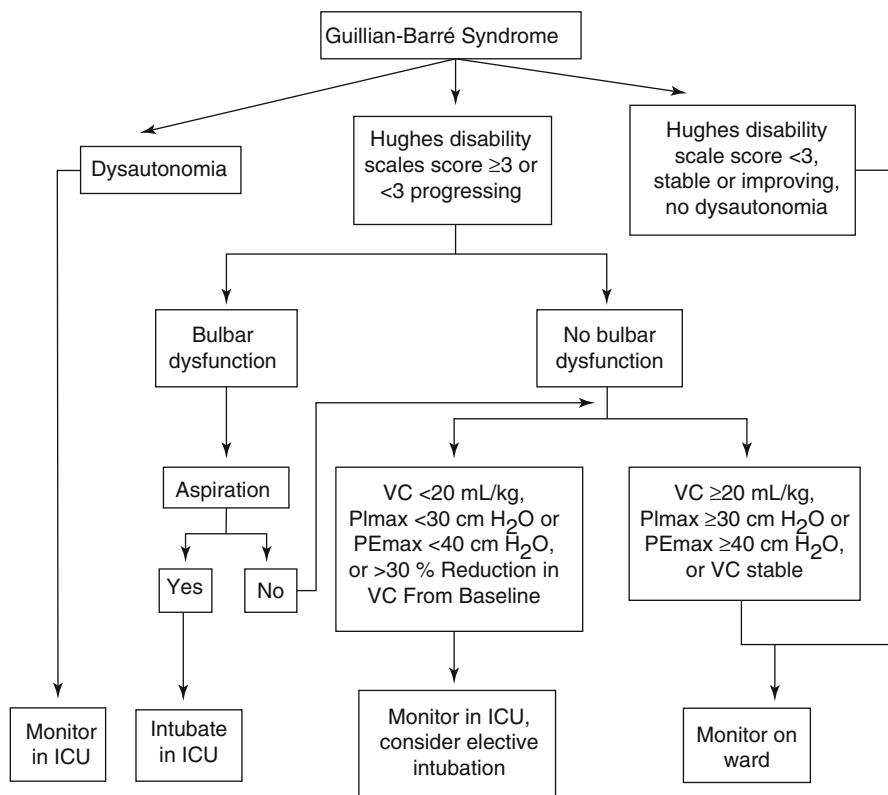 Guillian-Barré Syndrome
Dysautonomia
Hughes disability
scales score ≥3 or
<3 progressing
Hughes disability
scale score <3,
stable or improving,
no dysautonomia
Bulbar
dysfunction
No bulbar
dysfunction
Aspiration
Yes
No
VC <20 mL/kg,
PImax <30 cm H₂O or
PEmax <40 cm H₂O,
or >30 % Reduction in
VC From Baseline
VC ≥20 mL/kg,
PImax ≥30 cm H₂O or
PEmax ≥40 cm H₂O,
or VC stable
Monitor
in ICU
Intubate
in ICU
Monitor in ICU,
consider elective
intubation
Monitor on
ward